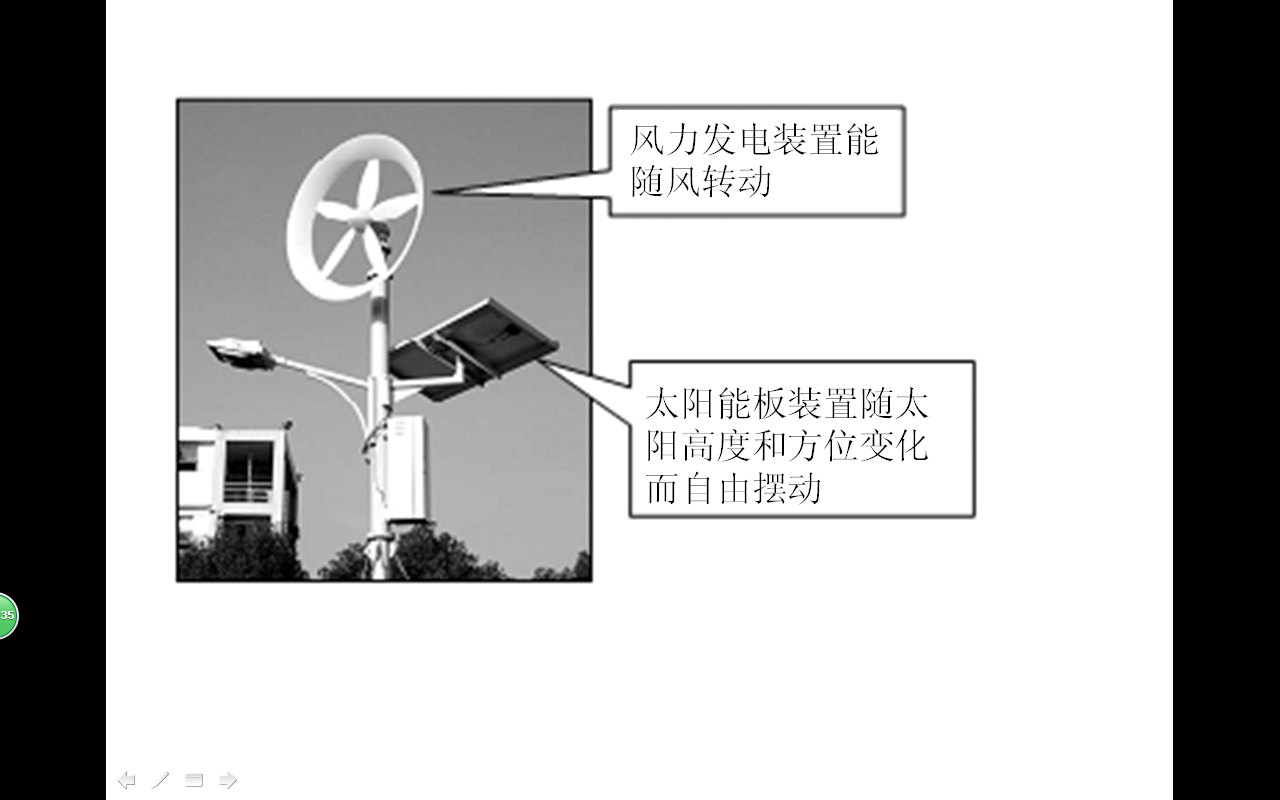 风力发电装置能
随风转动
太阳能板装置随太
阳高度和方位变化
而自由摆动
35